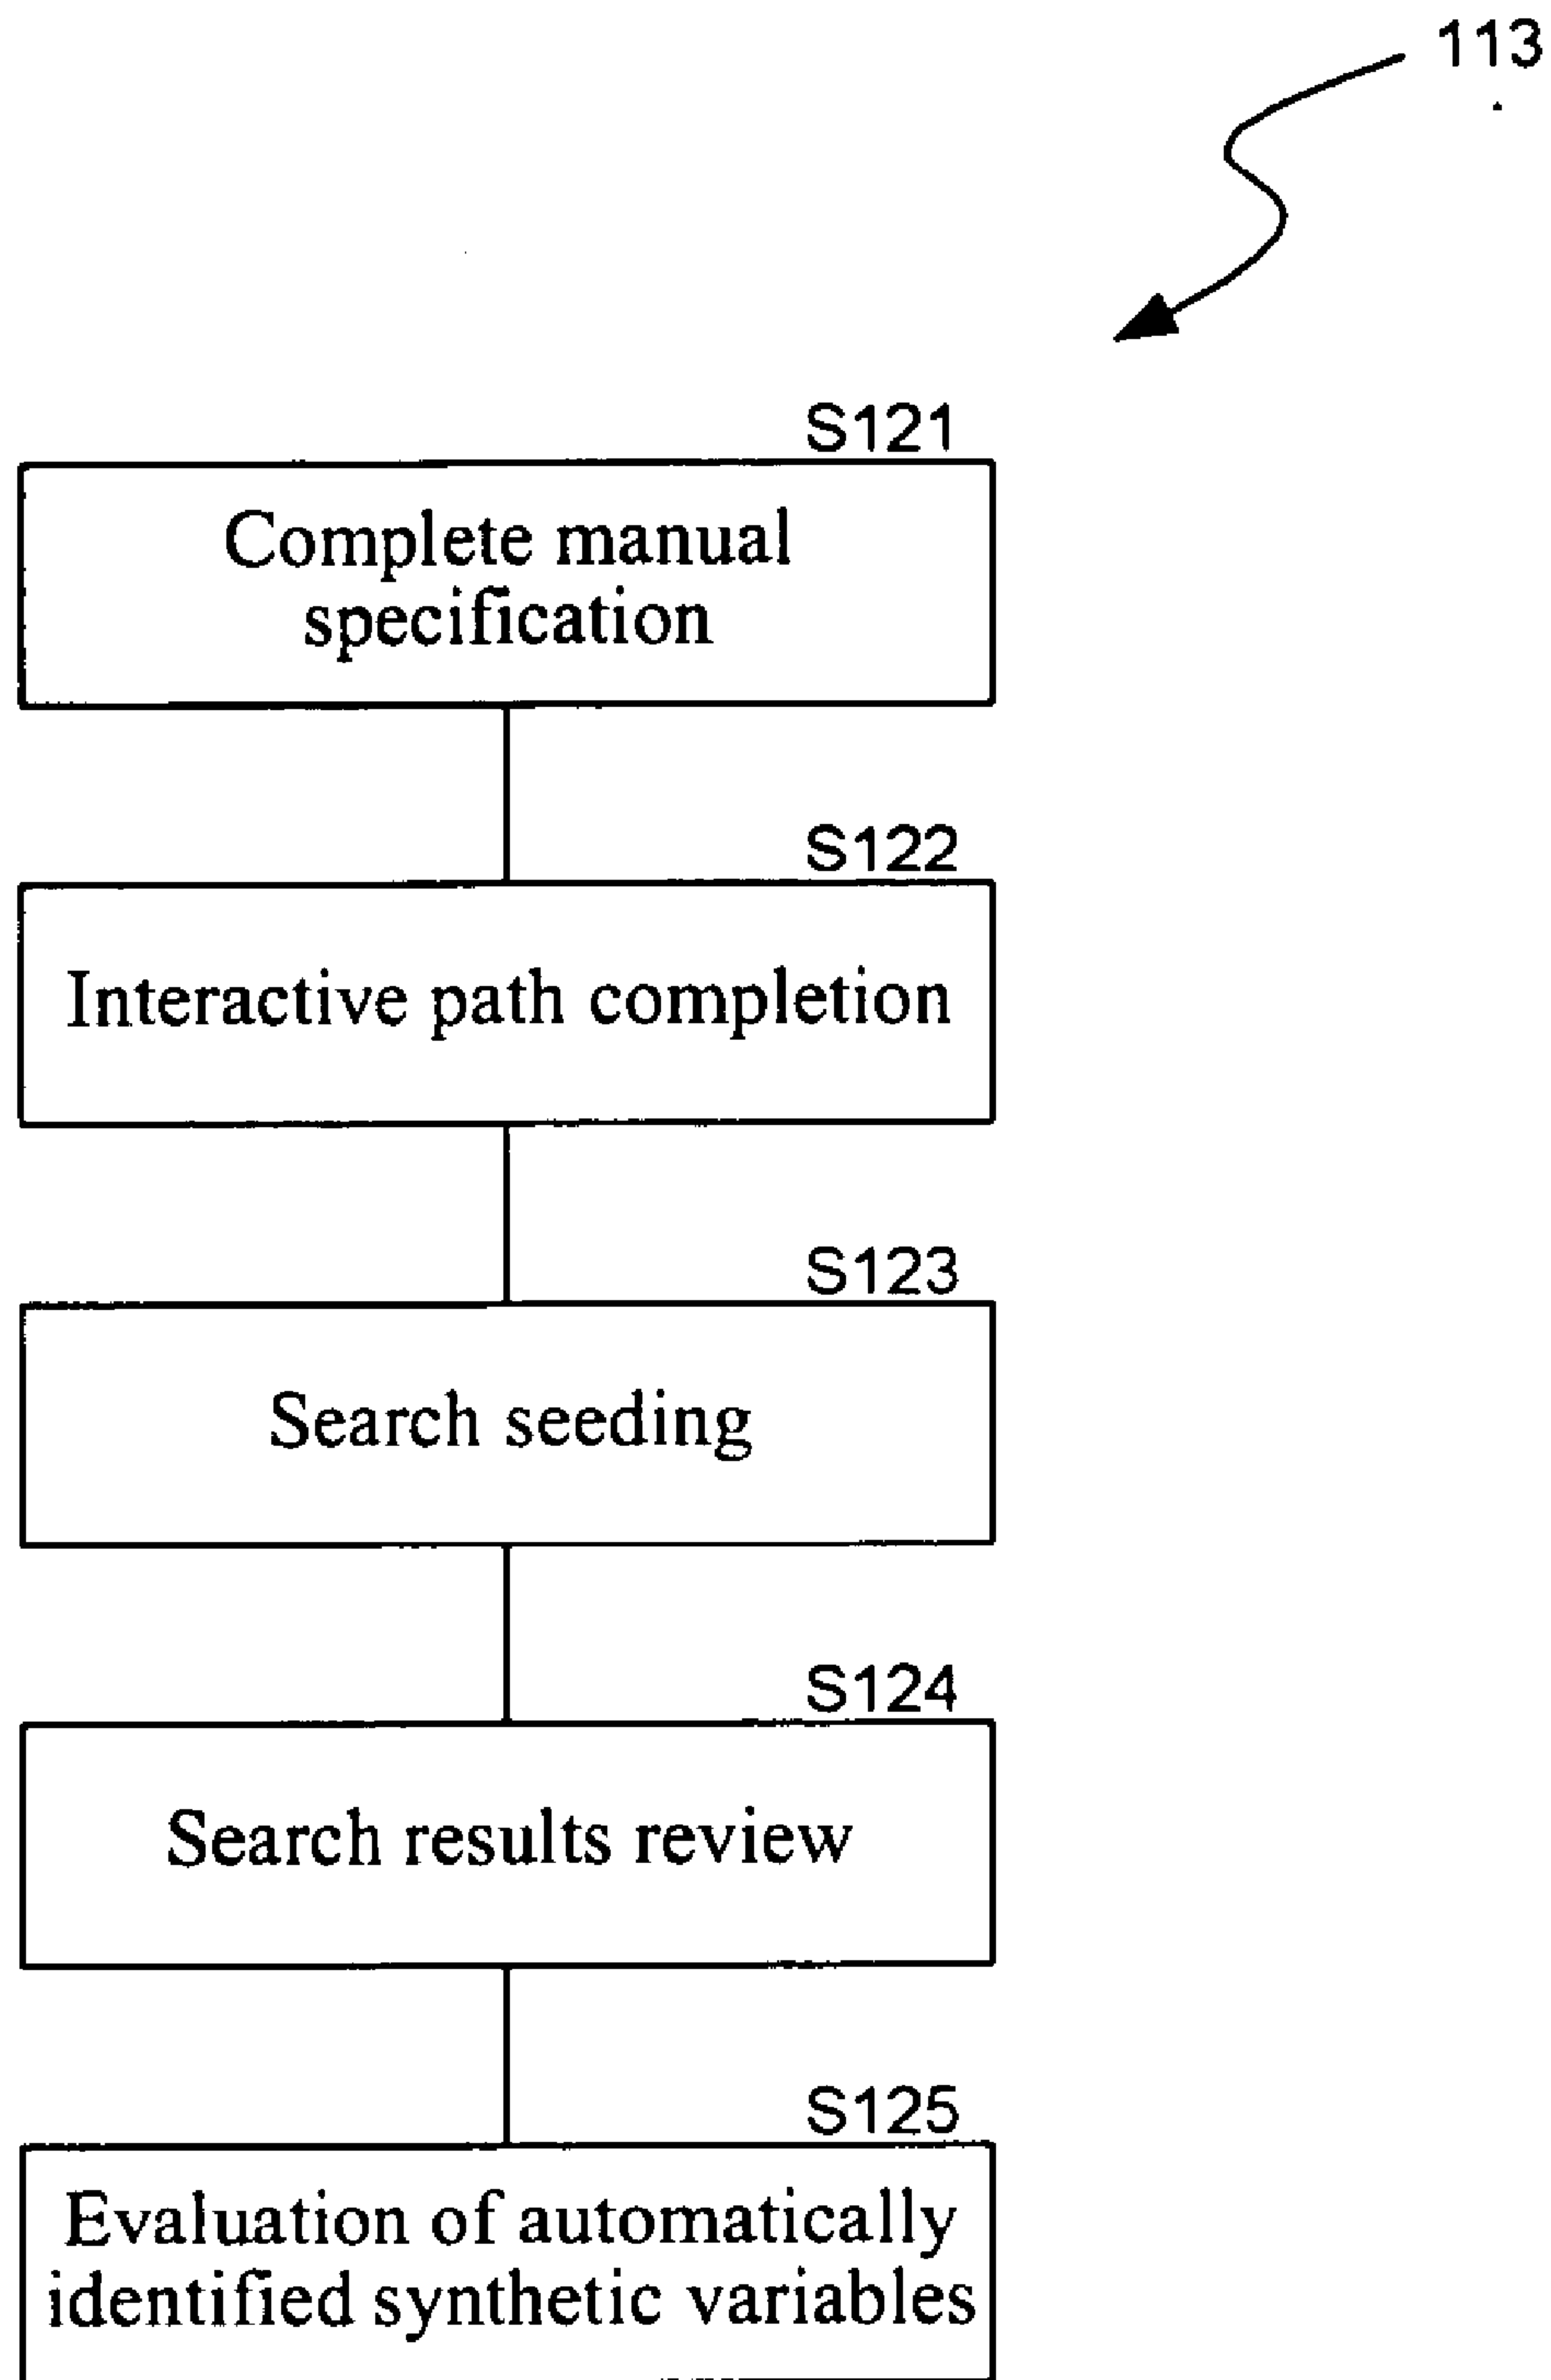 113
S121
Complete manual
specification
S122
Interactive path completion
S123
Search seeding
S124
Search results review
S125
Evaluation of automatically
identified synthetic variables